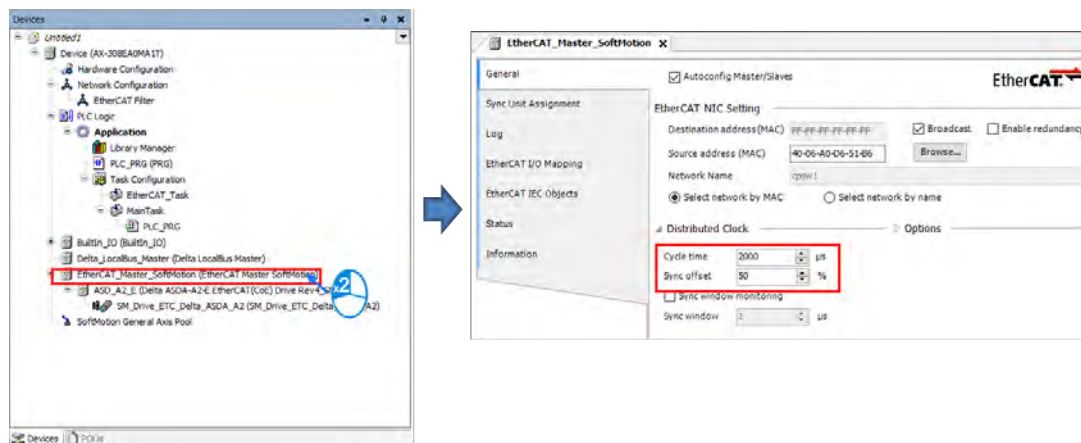 Devices
Untitled1
Device (AX-308EA0MA1T)
Hardware Configuration
Network Configuration
EtherCAT Filter
PLC Logic
Application
Library Manager
PLC_PRG (PRG)
Task Configuration
EtherCAT_Task
MainTask
PLC_PRG
BuiltIn_IO (BuiltIn_IO)
Delta_LocalBus_Master (Delta LocalBus Master)
EtherCAT_Master_SoftMotion (EtherCAT Master SoftMotion)
2
ASD_A2_E (Delta ASDA-A2-E EtherCAT(CoE) Drive Rev4
SM_Drive_ETC_Delta_ASDA_A2 (SM_Drive_ETC_Delta A2)
SoftMotion General Axis Pool
Devices POUs
EtherCAT_Master_SoftMotion
General
Sync Unit Assignment
Log
EtherCAT I/O Mapping
EtherCAT IEC Objects
Status
Information
Autoconfig Master/Slaves
EtherCAT
EtherCAT NIC Setting
Destination address (MAC) FF-FF-FF-FF-FF-FF Broadcast Enable redundancy
Source address (MAC) 40-06-A0-D6-51-B6 Browse...
Network Name cpsw1
Select network by MAC Select network by name
Distributed Clock Options
Cycle time 2000 µs
Sync offset 50 %
Sync window monitoring
Sync window 1 µs